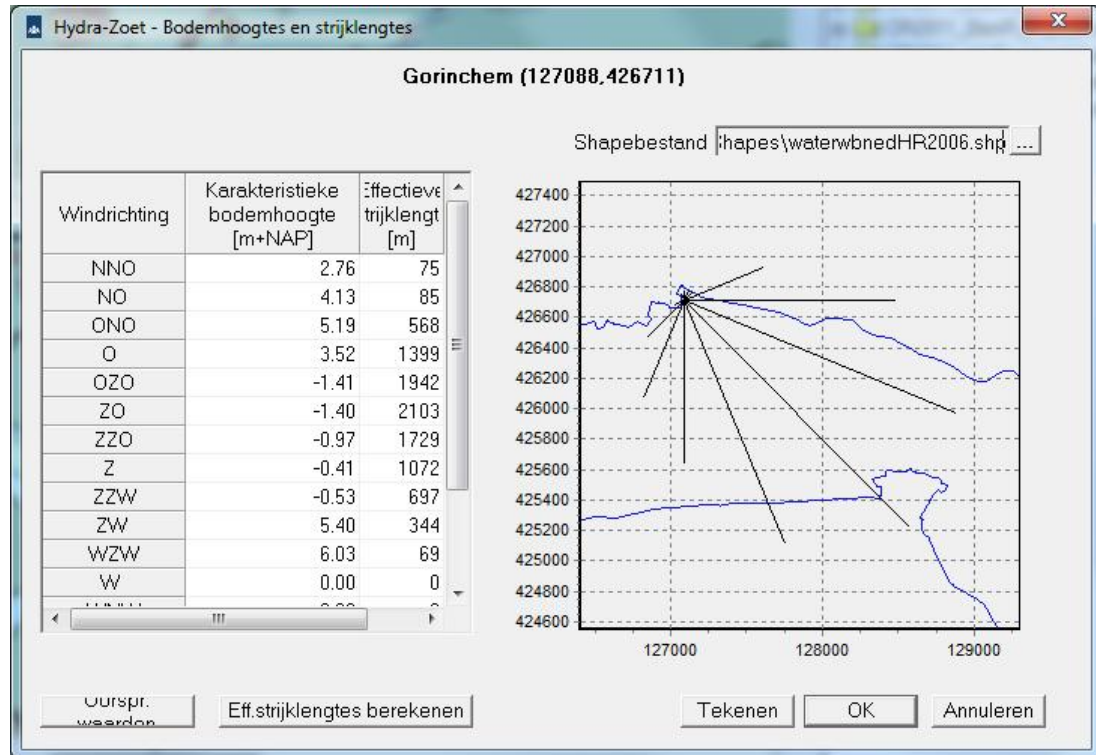 Hydra-Zoet - Bodemhoogtes en strijklengtes
Gorinchem (127088,426711)
Shapebestand hapes\waterwbnedHR2006.shp ...
Windrichting
Karakteristieke bodemhoogte [m+NAP]
Effectieve trijklengt [m]
NNO 2.76 75
NO 4.13 85
ONO 5.19 568
O 3.52 1399
OZO -1.41 1942
ZO -1.40 2103
ZZO -0.97 1729
Z -0.41 1072
ZZW -0.53 697
ZW 5.40 344
WZW 6.03 69
W 0.00 0
427400
427200
427000
426800
426600
426400
426200
426000
425800
425600
425400
425200
425000
424800
424600
127000 128000 129000
Oorspr.
waarden
Eff.strijklengtes berekenen
Tekenen
OK
Annuleren